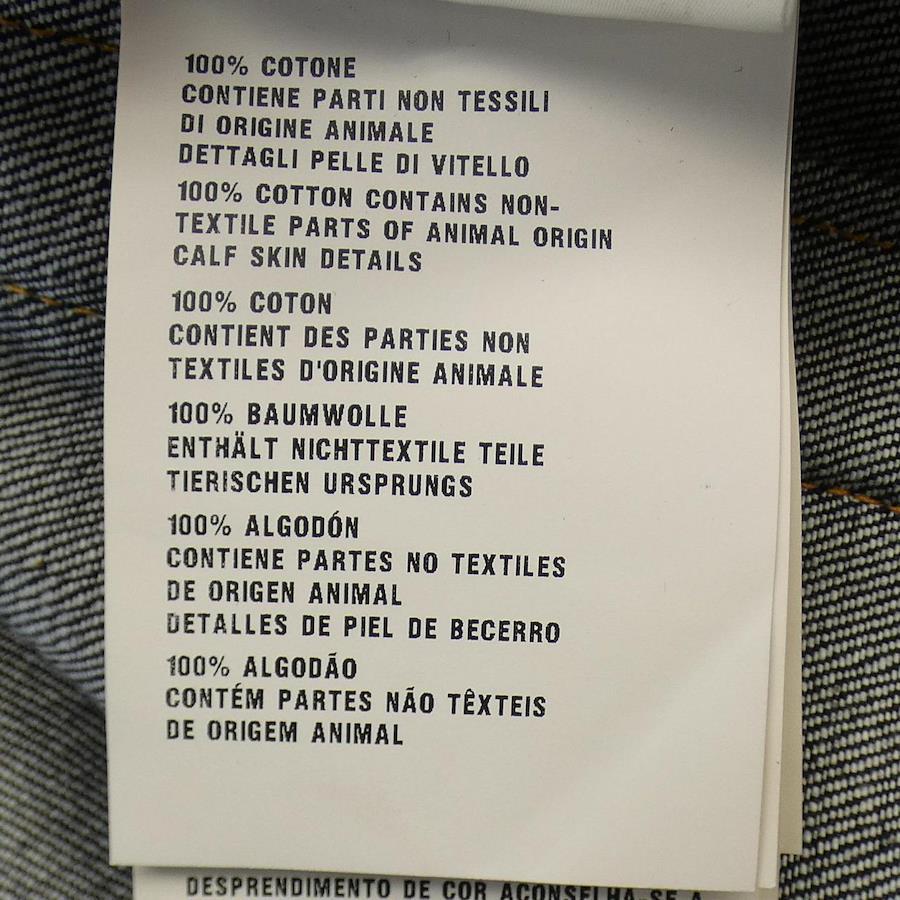 100% COTONE
CONTIENE PARTI NON TESSILI
DI ORIGINE ANIMALE
DETTAGLI PELLE DI VITELLO
100% COTTON CONTAINS NON-
TEXTILE PARTS OF ANIMAL ORIGIN
CALF SKIN DETAILS
100% COTON
CONTIENT DES PARTIES NON
TEXTILES D'ORIGINE ANIMALE
100% BAUMWOLLE
ENTHÄLT NICHTTEXTILE TEILE
TIERISCHEN URSPRUNGS
100% ALGODÓN
CONTIENE PARTES NO TEXTILES
DE ORIGEN ANIMAL
DETALLES DE PIEL DE BECERRO
100% ALGODÃO
CONTÉM PARTES NÃO TÊXTEIS
DE ORIGEM ANIMAL
DESPRENDIMENTO DE COR ACONSELHA-SE A